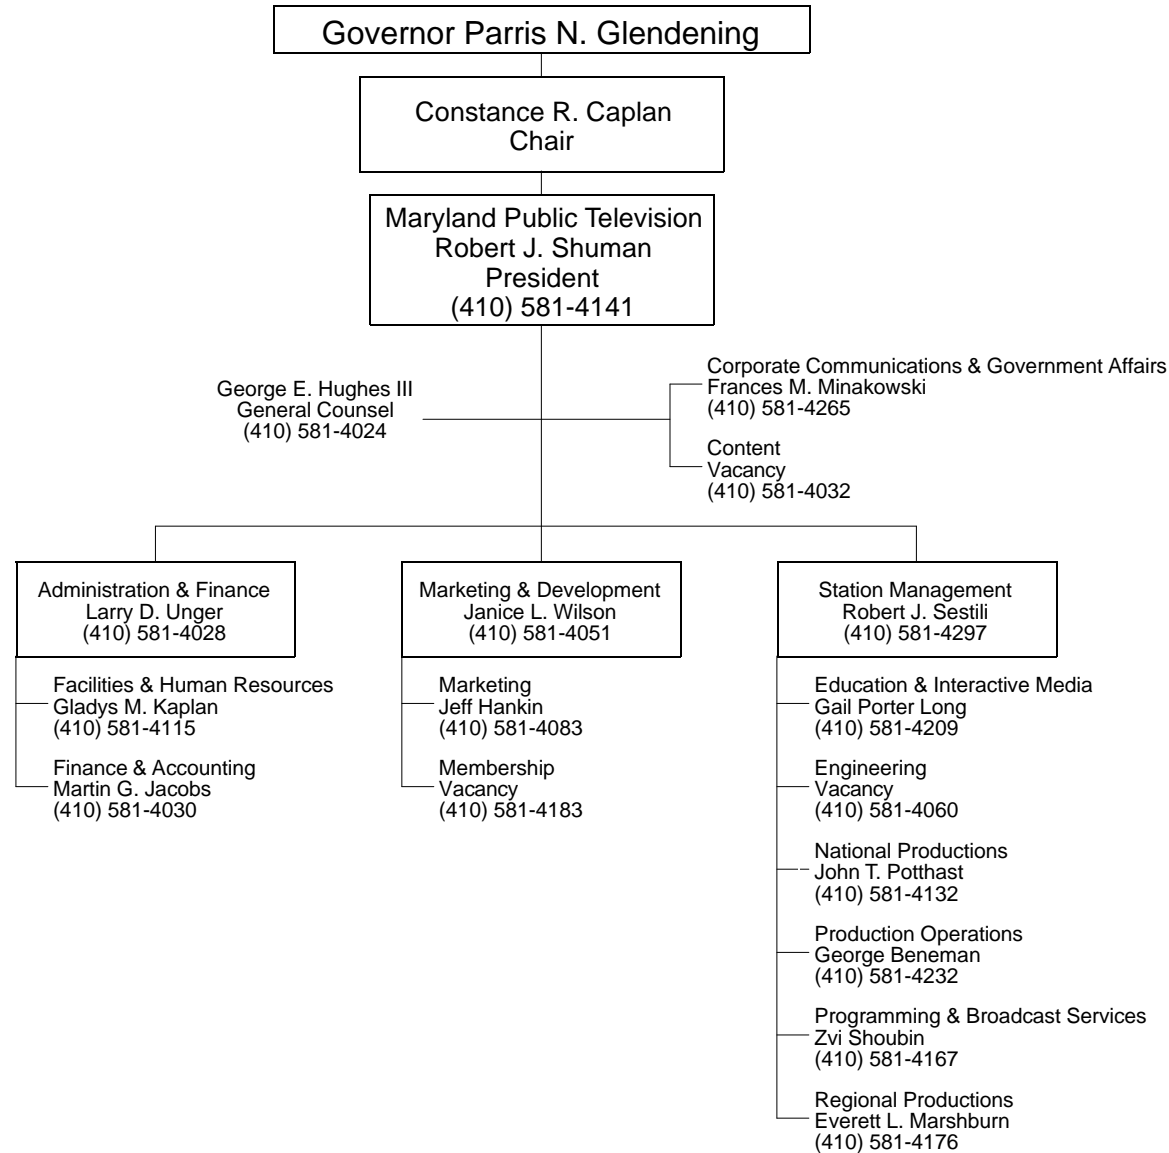 Governor Parris N. Glendening
Constance R. Caplan
Chair
Maryland Public Television
Robert J. Shuman
President
(410) 581-4141
George E. Hughes III
General Counsel
(410) 581-4024
Corporate Communications & Government Affairs
Frances M. Minakowski
(410) 581-4265
Content
Vacancy
(410) 581-4032
Administration & Finance
Larry D. Unger
(410) 581-4028
Facilities & Human Resources
Gladys M. Kaplan
(410) 581-4115
Finance & Accounting
Martin G. Jacobs
(410) 581-4030
Marketing & Development
Janice L. Wilson
(410) 581-4051
Marketing
Jeff Hankin
(410) 581-4083
Membership
Vacancy
(410) 581-4183
Station Management
Robert J. Sestili
(410) 581-4297
Education & Interactive Media
Gail Porter Long
(410) 581-4209
Engineering
Vacancy
(410) 581-4060
National Productions
John T. Potthast
(410) 581-4132
Production Operations
George Beneman
(410) 581-4232
Programming & Broadcast Services
Zvi Shoubin
(410) 581-4167
Regional Productions
Everett L. Marshburn
(410) 581-4176